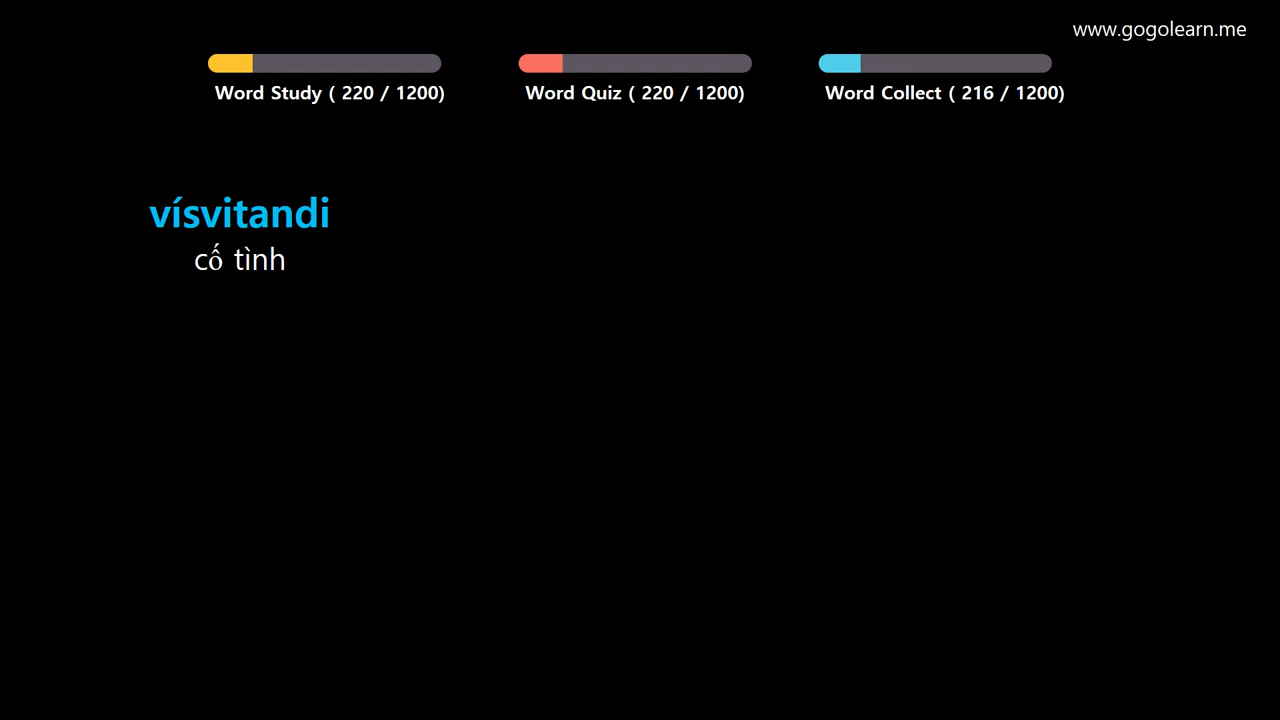 www.gogolearn.me
Word Study ( 220 / 1200)
Word Quiz ( 220 / 1200)
Word Collect ( 216 / 1200)
vísvitandi
cố tình